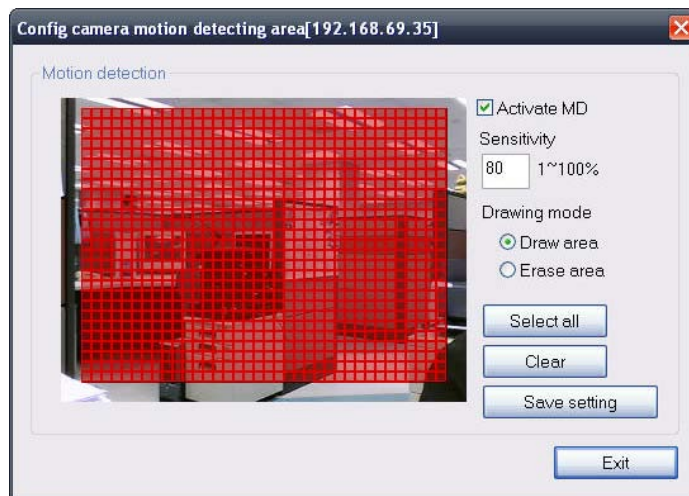 Config camera motion detecting area[192.168.69.35]
Motion detection
Activate MD
Sensitivity
80 1~100%
Drawing mode
Draw area
Erase area
Select all
Clear
Save setting
Exit